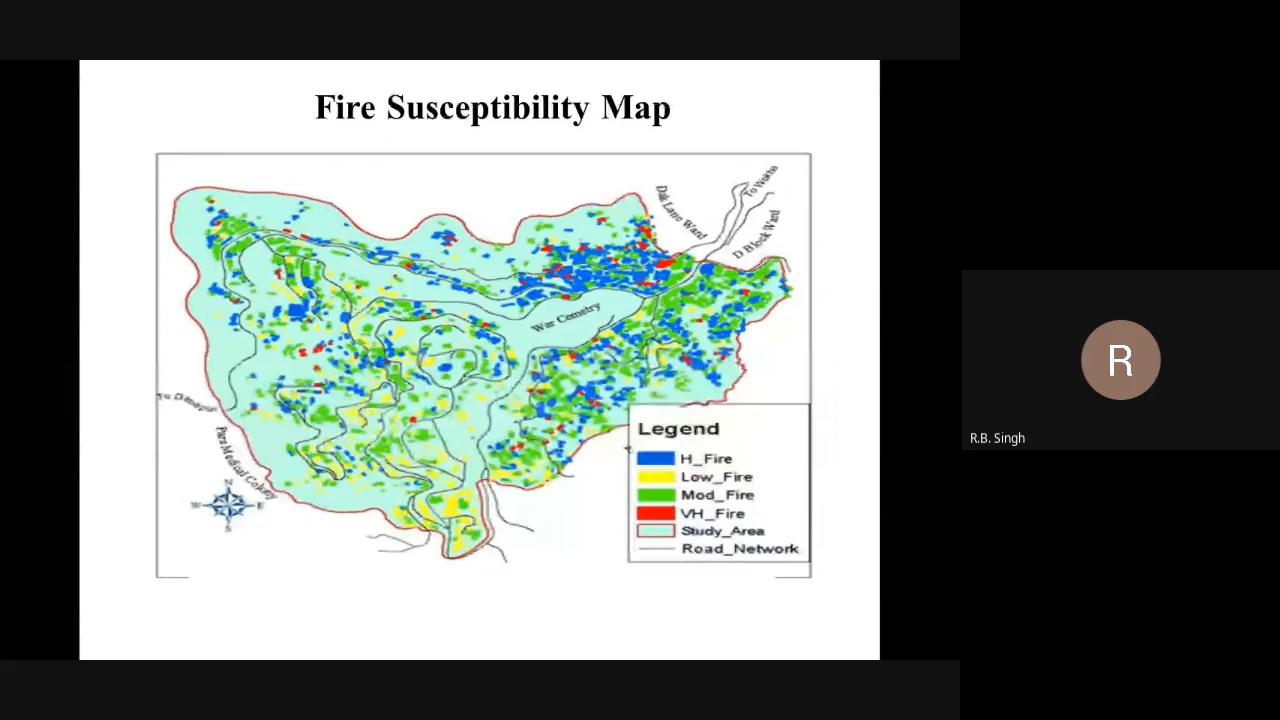 Fire Susceptibility Map
Dak Lane Ward
To Wokha
D Block Ward
War Cemetry
To Dimapur
Para Medical Colony
N
W
E
S
Legend
H_Fire
Low_Fire
Mod_Fire
VH_Fire
Study_Area
Road_Network
R
R.B. Singh